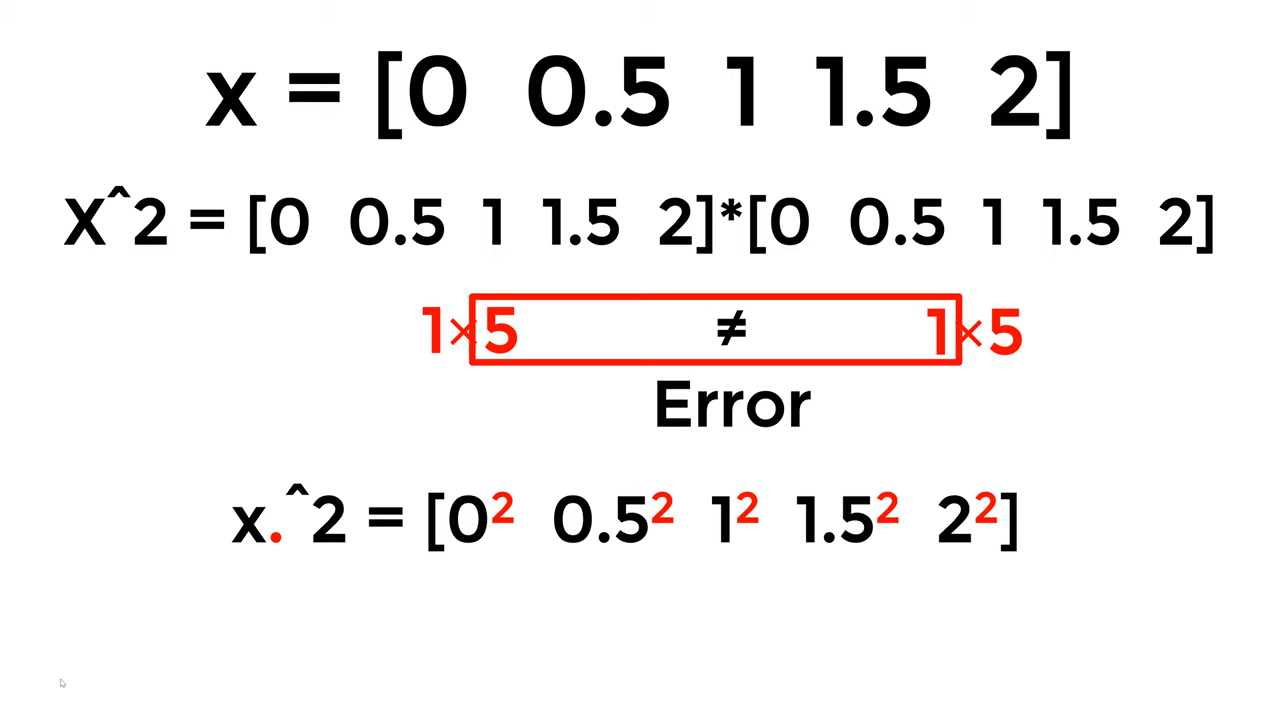 x = [0 0.5 1 1.5 2]
X^2 = [0 0.5 1 1.5 2]*[0 0.5 1 1.5 2]
1×5 ≠ 1×5
Error
x.^2 = [0² 0.5² 1² 1.5² 2²]